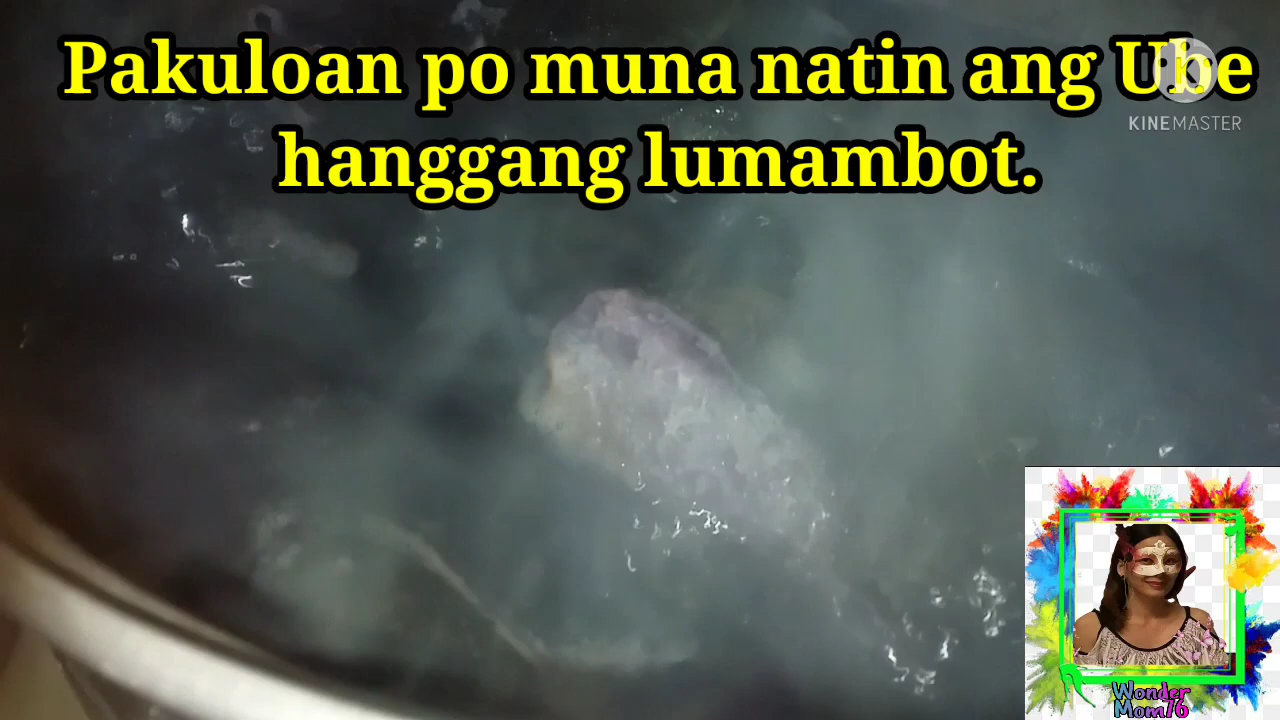 Pakuloan po muna natin ang Ube
hanggang lumambot.
KINEMASTER
Wonder
Mom76